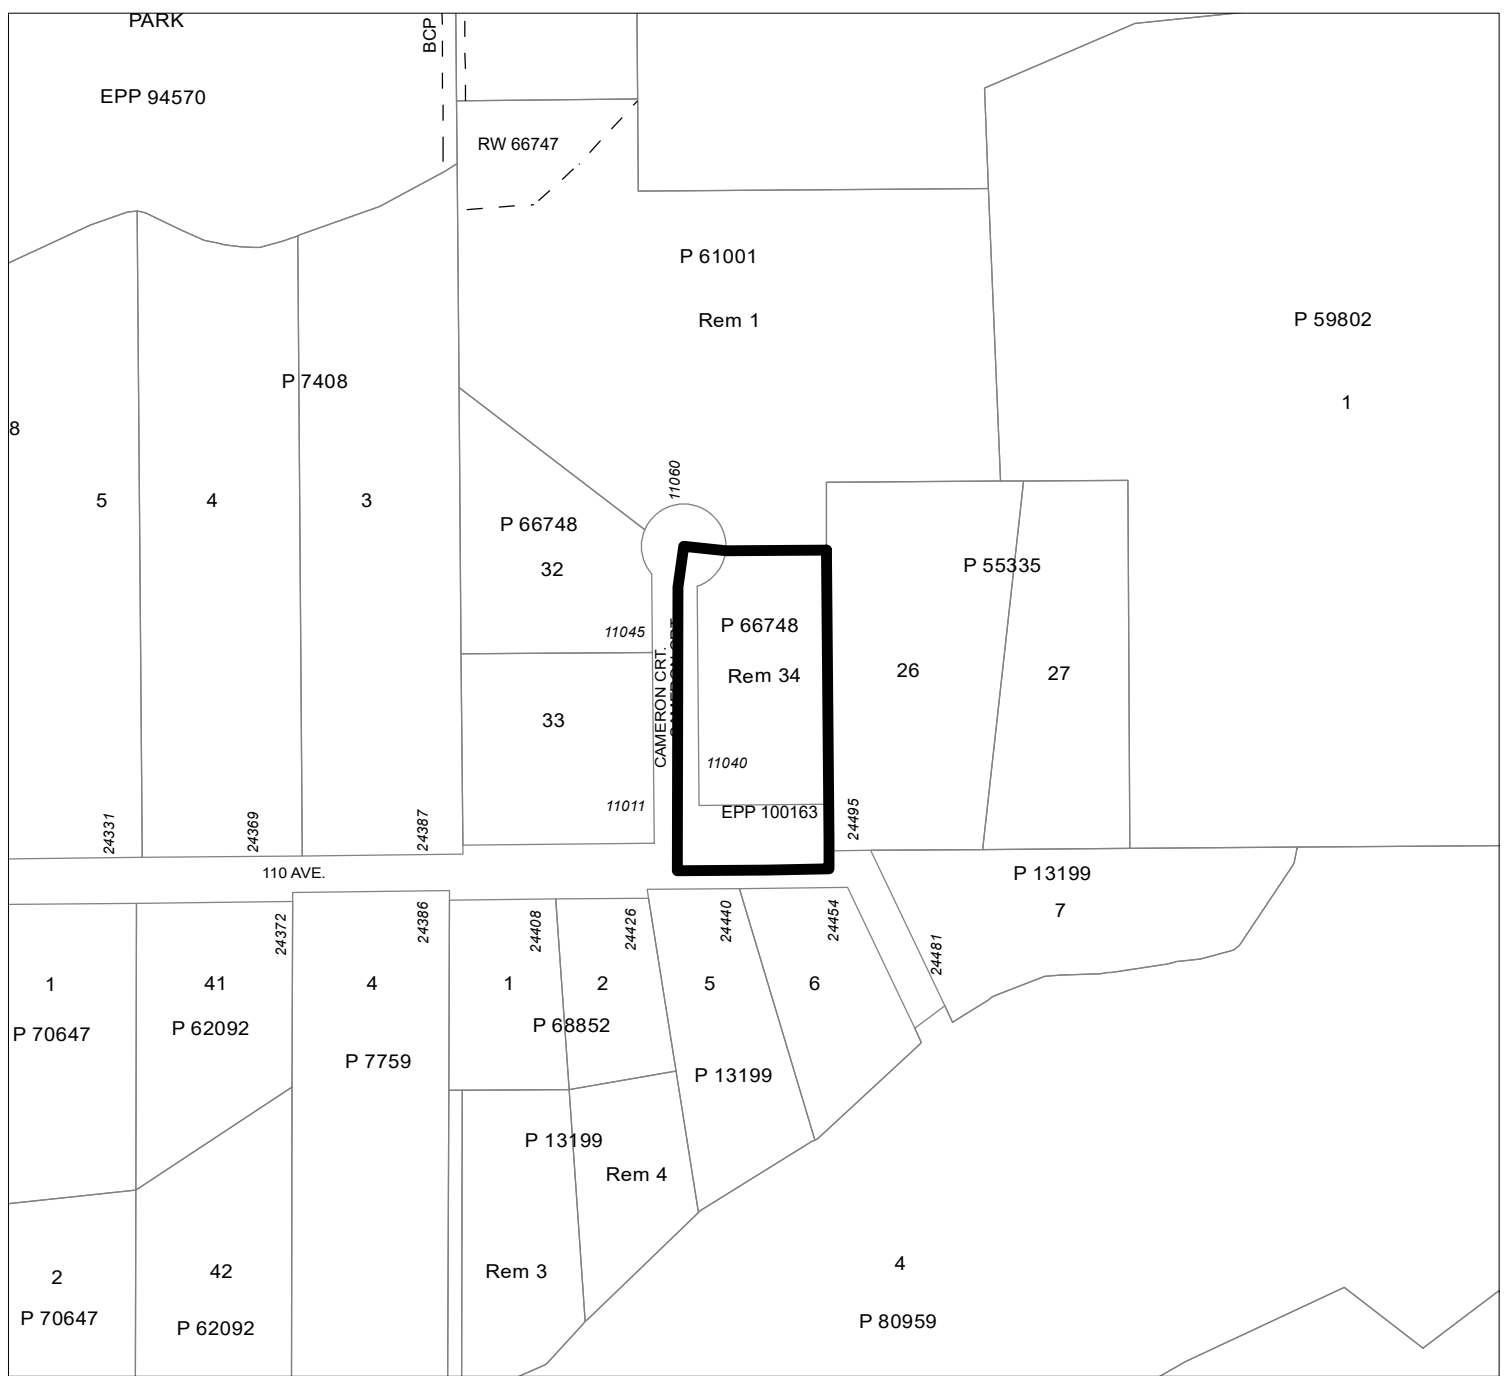 PARK
BCP
EPP 94570
RW 66747
P 61001
Rem 1
P 59802
1
P 7408
8
5
4
3
11060
P 66748
32
11045
P 55335
26
27
P 66748
Rem 34
11040
EPP 100163
CAMERON CRT.
CAMERON CRT.
33
11011
24331
24369
24387
24495
110 AVE.
P 13199
7
24372
24386
24408
24426
24440
24454
24481
1
P 70647
41
P 62092
4
P 7759
1
2
P 68852
5
6
P 13199
P 13199
Rem 4
Rem 3
2
P 70647
42
P 62092
4
P 80959